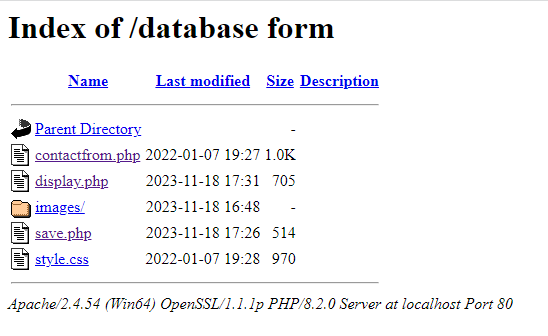 Index of /database form
Name Last modified Size Description
Parent Directory -
contactfrom.php 2022-01-07 19:27 1.0K
display.php 2023-11-18 17:31 705
images/ 2023-11-18 16:48 -
save.php 2023-11-18 17:26 514
style.css 2022-01-07 19:28 970
Apache/2.4.54 (Win64) OpenSSL/1.1.1p PHP/8.2.0 Server at localhost Port 80